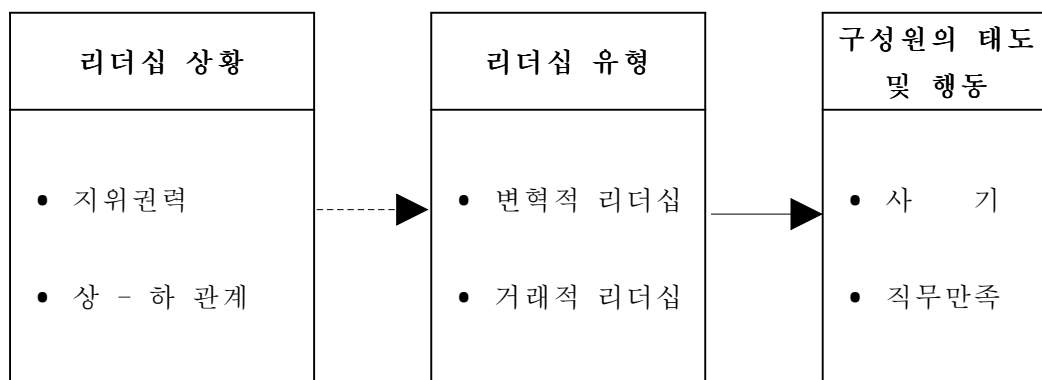 리더십 상황
• 지위권력
• 상 - 하 관계
리더십 유형
• 변혁적 리더십
• 거래적 리더십
구성원의 태도
및 행동
• 사 기
• 직무만족